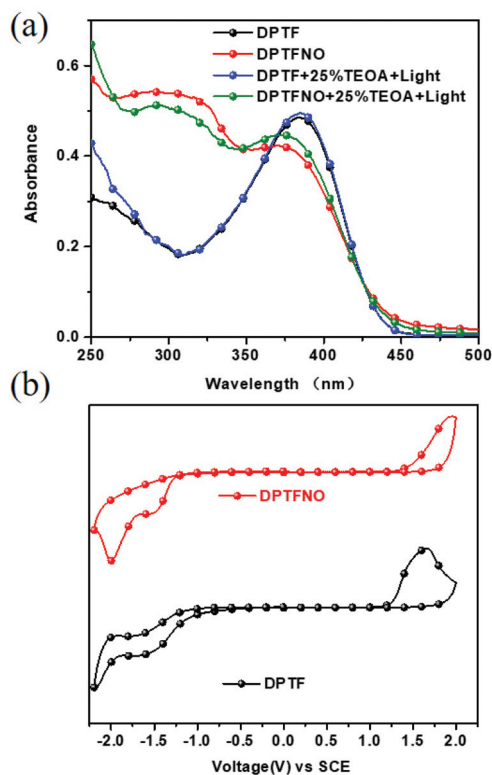 (a)
DPTF
DPTFNO
DPTF+25%TEOA+Light
DPTFNO+25%TEOA+Light
Absorbance
0.6
0.4
0.2
0.0
250 300 350 400 450 500
Wavelength (nm)
(b)
DPTFNO
DPTF
-2.0 -1.5 -1.0 -0.5 0.0 0.5 1.0 1.5 2.0
Voltage(V) vs SCE